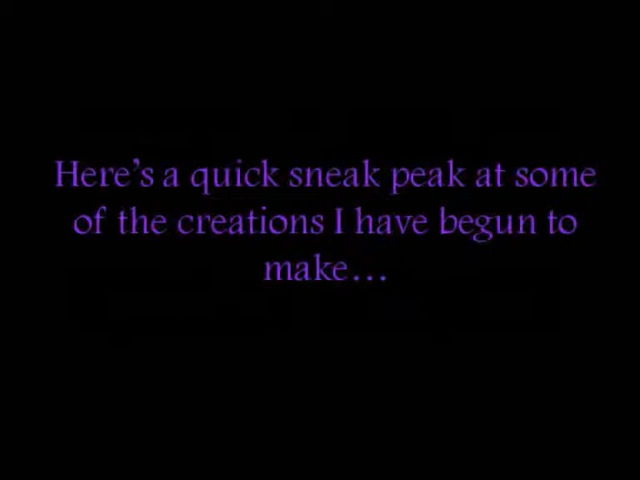 Here’s a quick sneak peak at some
of the creations I have begun to
make…